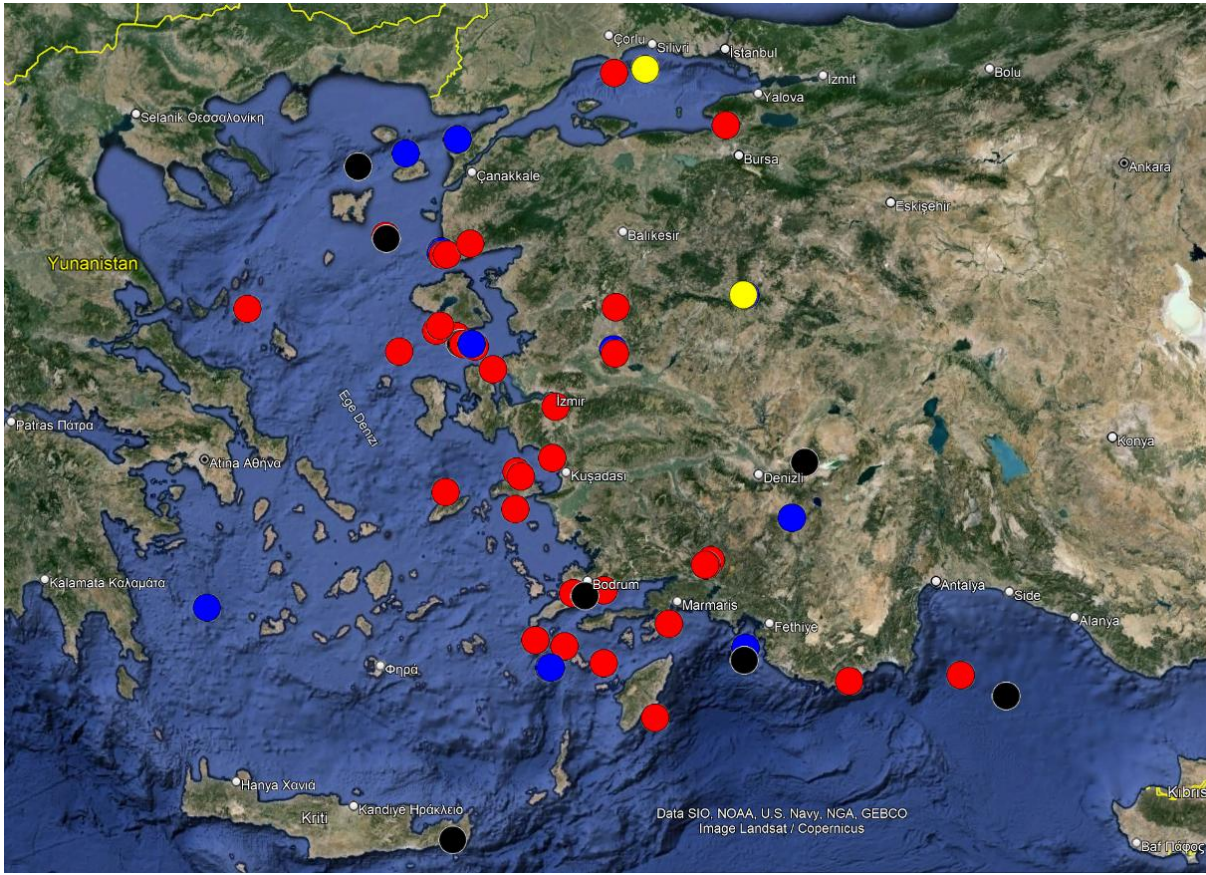 Çorlu
Silivri
İstanbul
İzmit
Bolu
Yalova
Selanik Θεσσαλονίκη
Çanakkale
Bursa
Ankara
Eskişehir
Balıkesir
Yunanistan
Ege Denizi
İzmir
Patras Πάτρα
Atina Αθήνα
Kuşadası
Denizli
Konya
Kalamata Καλαμάτα
Bodrum
Marmaris
Antalya
Side
Fethiye
Alanya
Φηρά
Hanya Χανιά
Kandiye Ηράκλειο
Kriti
Kıbrıs
Data SIO, NOAA, U.S. Navy, NGA, GEBCO
Image Landsat / Copernicus
Baf Πάφος